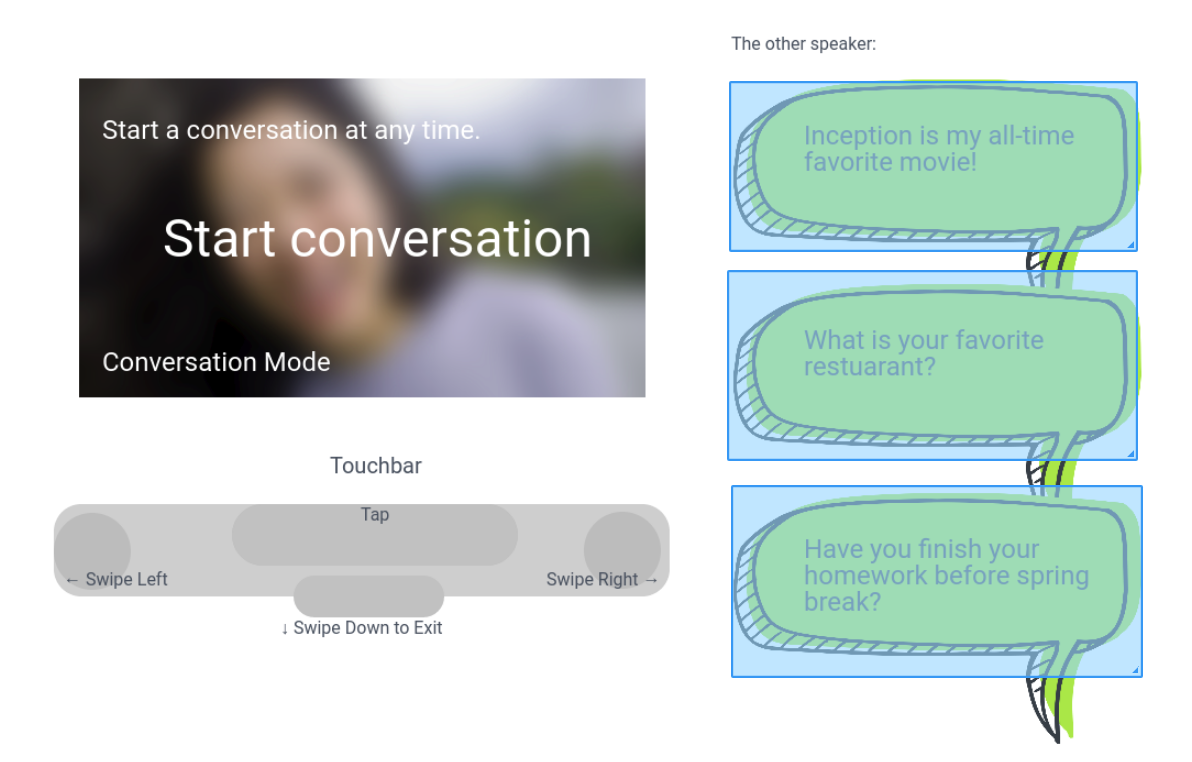 Start a conversation at any time.
Start conversation
Conversation Mode
Touchbar
Tap
← Swipe Left
Swipe Right →
↓ Swipe Down to Exit
The other speaker:
Inception is my all-time
favorite movie!
What is your favorite
restuarant?
Have you finish your
homework before spring
break?